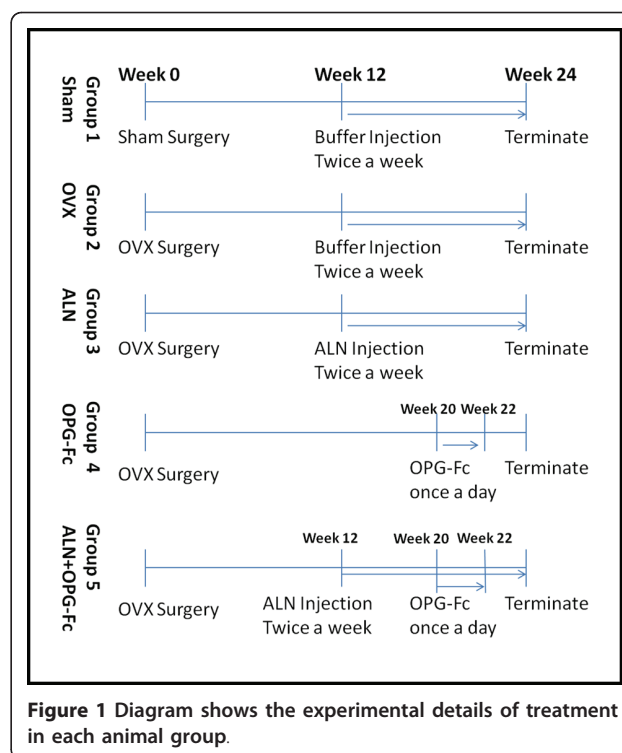 Week 0 Week 12 Week 24
Group 1
Sham
Sham Surgery Buffer Injection Terminate
Twice a week
Group 2
OVX
OVX Surgery Buffer Injection Terminate
Twice a week
Group 3
ALN
OVX Surgery ALN Injection Terminate
Twice a week
Group 4
OPG-Fc
Week 20 Week 22
OVX Surgery OPG-Fc Terminate
once a day
Group 5
ALN+OPG-Fc
Week 12 Week 20 Week 22
OVX Surgery ALN Injection OPG-Fc Terminate
Twice a week once a day
Figure 1 Diagram shows the experimental details of treatment
in each animal group.